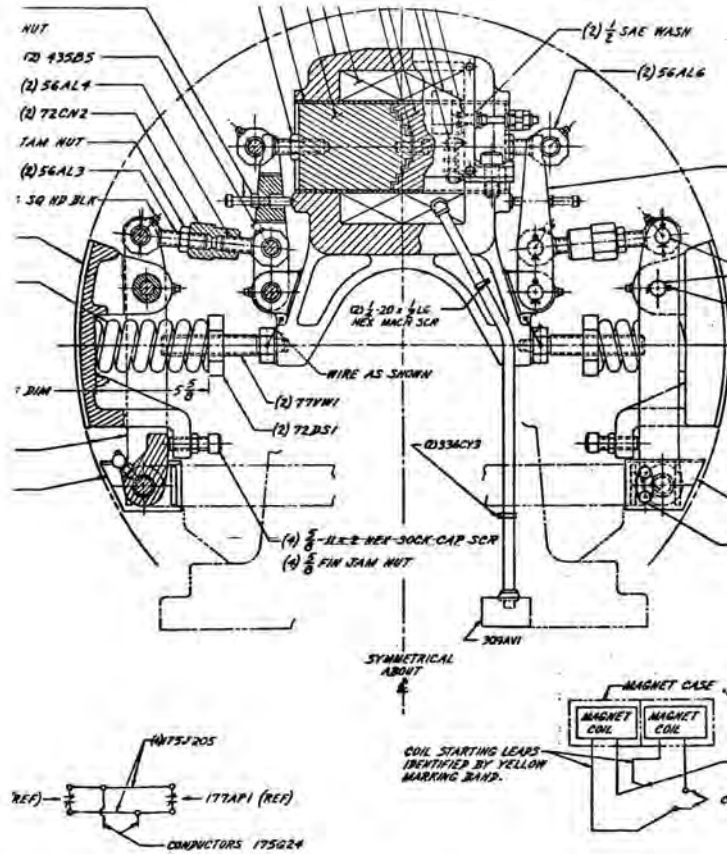 NUT
(2) 435B5
(2) 56AL4
(2) 72CN2
JAM NUT
(2) 56AL3
SQ HD BLK
(2) 1/2 SAE WASH
(2) 56AL6
(2) 1/2-20 x 1/2 LG
HEX MACH SCR
WIRE AS SHOWN
DIM
5 5/8
(2) 77VW1
(2) 72DS1
(2) 334CY3
(4) 5/8-11 x 2 HEX SOCK CAP SCR
(4) 5/8 FIN JAM NUT
309AV1
SYMMETRICAL
ABOUT
℄
MAGNET CASE
MAGNET
COIL
MAGNET
COIL
COIL STARTING LEADS
IDENTIFIED BY YELLOW
MARKING BAND.
(4) 175J205
REF)
177AP1 (REF)
CONDUCTORS 175G24